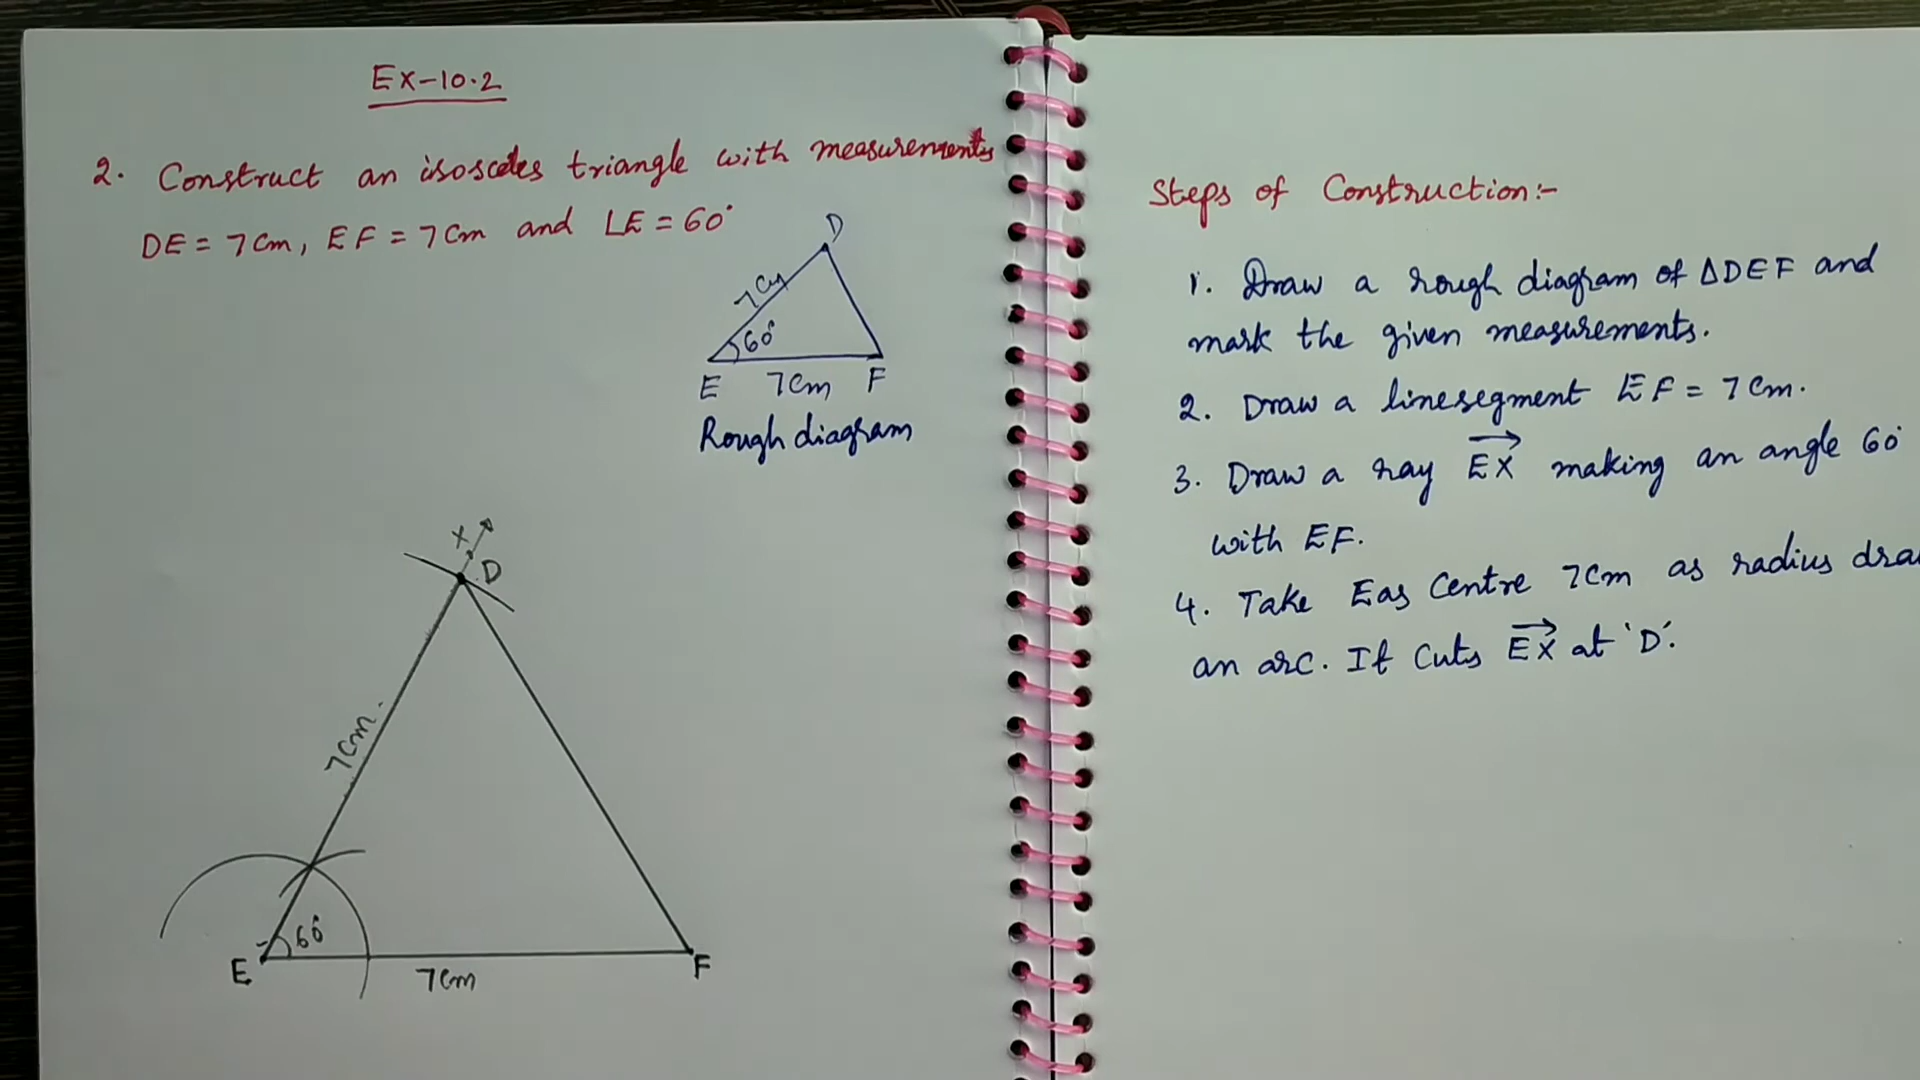 Ex-10.2
2. Construct an isosceles triangle with measurements
DE = 7cm, EF = 7cm and ∠E = 60°
D
7cm
60°
E 7cm F
Rough diagram
X
D
7cm.
60°
E F
7cm
Steps of Construction:-
1. Draw a rough diagram of ΔDEF and
mark the given measurements.
2. Draw a linesegment EF = 7cm.
3. Draw a ray EX making an angle 60°
with EF.
4. Take E as Centre 7cm as radius
an arc. It cuts EX at 'D'.